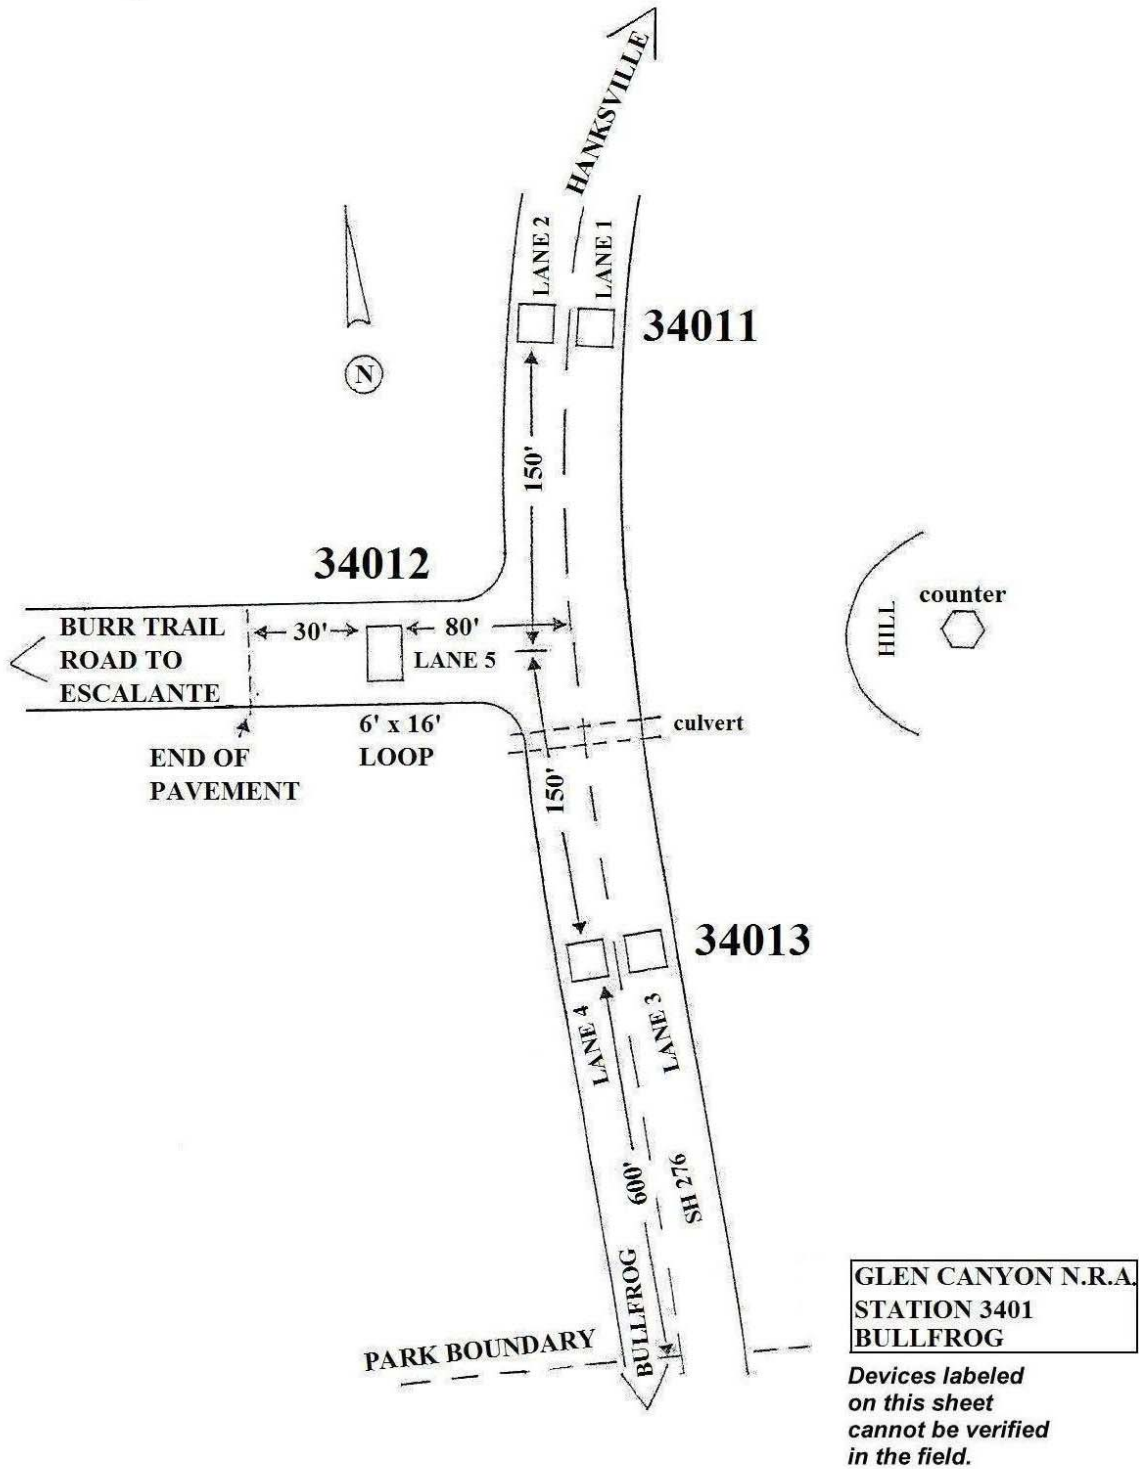 HANKSVILLE
LANE 2
LANE 1
34011
N
150'
34012
BURR TRAIL
ROAD TO
ESCALANTE
30'
80'
LANE 5
6' x 16'
LOOP
END OF
PAVEMENT
HILL
counter
culvert
150'
34013
LANE 4
LANE 3
600'
SH 276
BULLFROG
PARK BOUNDARY
GLEN CANYON N.R.A.
STATION 3401
BULLFROG
Devices labeled
on this sheet
cannot be verified
in the field.